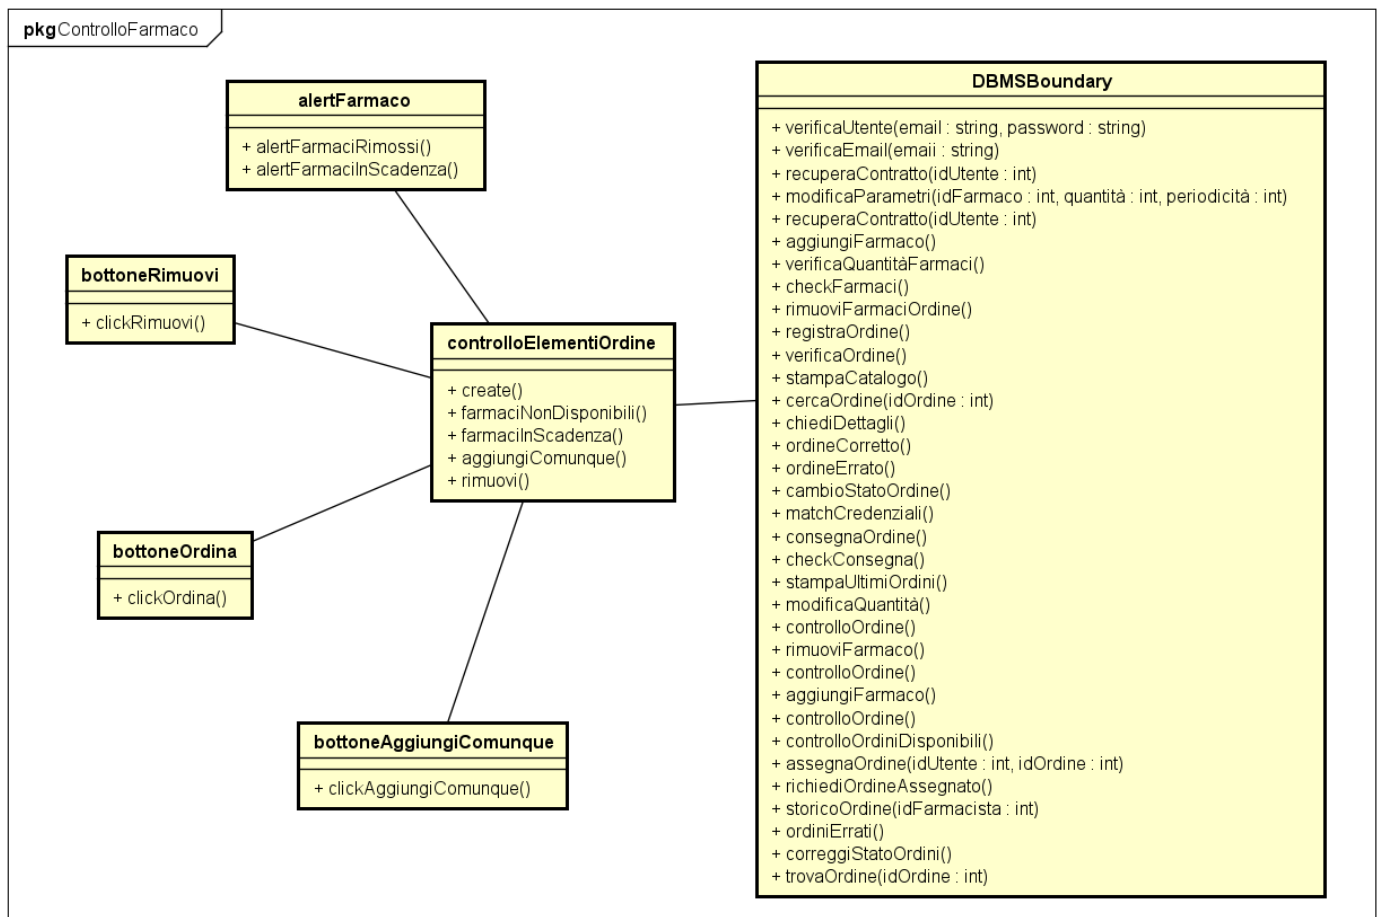 pkgControlloFarmaco
alertFarmaco
+ alertFarmaciRimossi()
+ alertFarmaciInScadenza()
bottoneRimuovi
+ clickRimuovi()
controlloElementiOrdine
+ create()
+ farmaciNonDisponibili()
+ farmaciInScadenza()
+ aggiungiComunque()
+ rimuovi()
bottoneOrdina
+ clickOrdina()
bottoneAggiungiComunque
+ clickAggiungiComunque()
DBMSBoundary
+ verificaUtente(email : string, password : string)
+ verificaEmail(emaii : string)
+ recuperaContratto(idUtente : int)
+ modificaParametri(idFarmaco : int, quantità : int, periodicità : int)
+ recuperaContratto(idUtente : int)
+ aggiungiFarmaco()
+ verificaQuantitàFarmaci()
+ checkFarmaci()
+ rimuoviFarmaciOrdine()
+ registraOrdine()
+ verificaOrdine()
+ stampaCatalogo()
+ cercaOrdine(idOrdine : int)
+ chiediDettagli()
+ ordineCorretto()
+ ordineErrato()
+ cambioStatoOrdine()
+ matchCredenziali()
+ consegnaOrdine()
+ checkConsegna()
+ stampaUltimiOrdini()
+ modificaQuantità()
+ controlloOrdine()
+ rimuoviFarmaco()
+ controlloOrdine()
+ aggiungiFarmaco()
+ controlloOrdine()
+ controlloOrdiniDisponibili()
+ assegnaOrdine(idUtente : int, idOrdine : int)
+ richiediOrdineAssegnato()
+ storicoOrdine(idFarmacista : int)
+ ordiniErrati()
+ correggiStatoOrdini()
+ trovaOrdine(idOrdine : int)